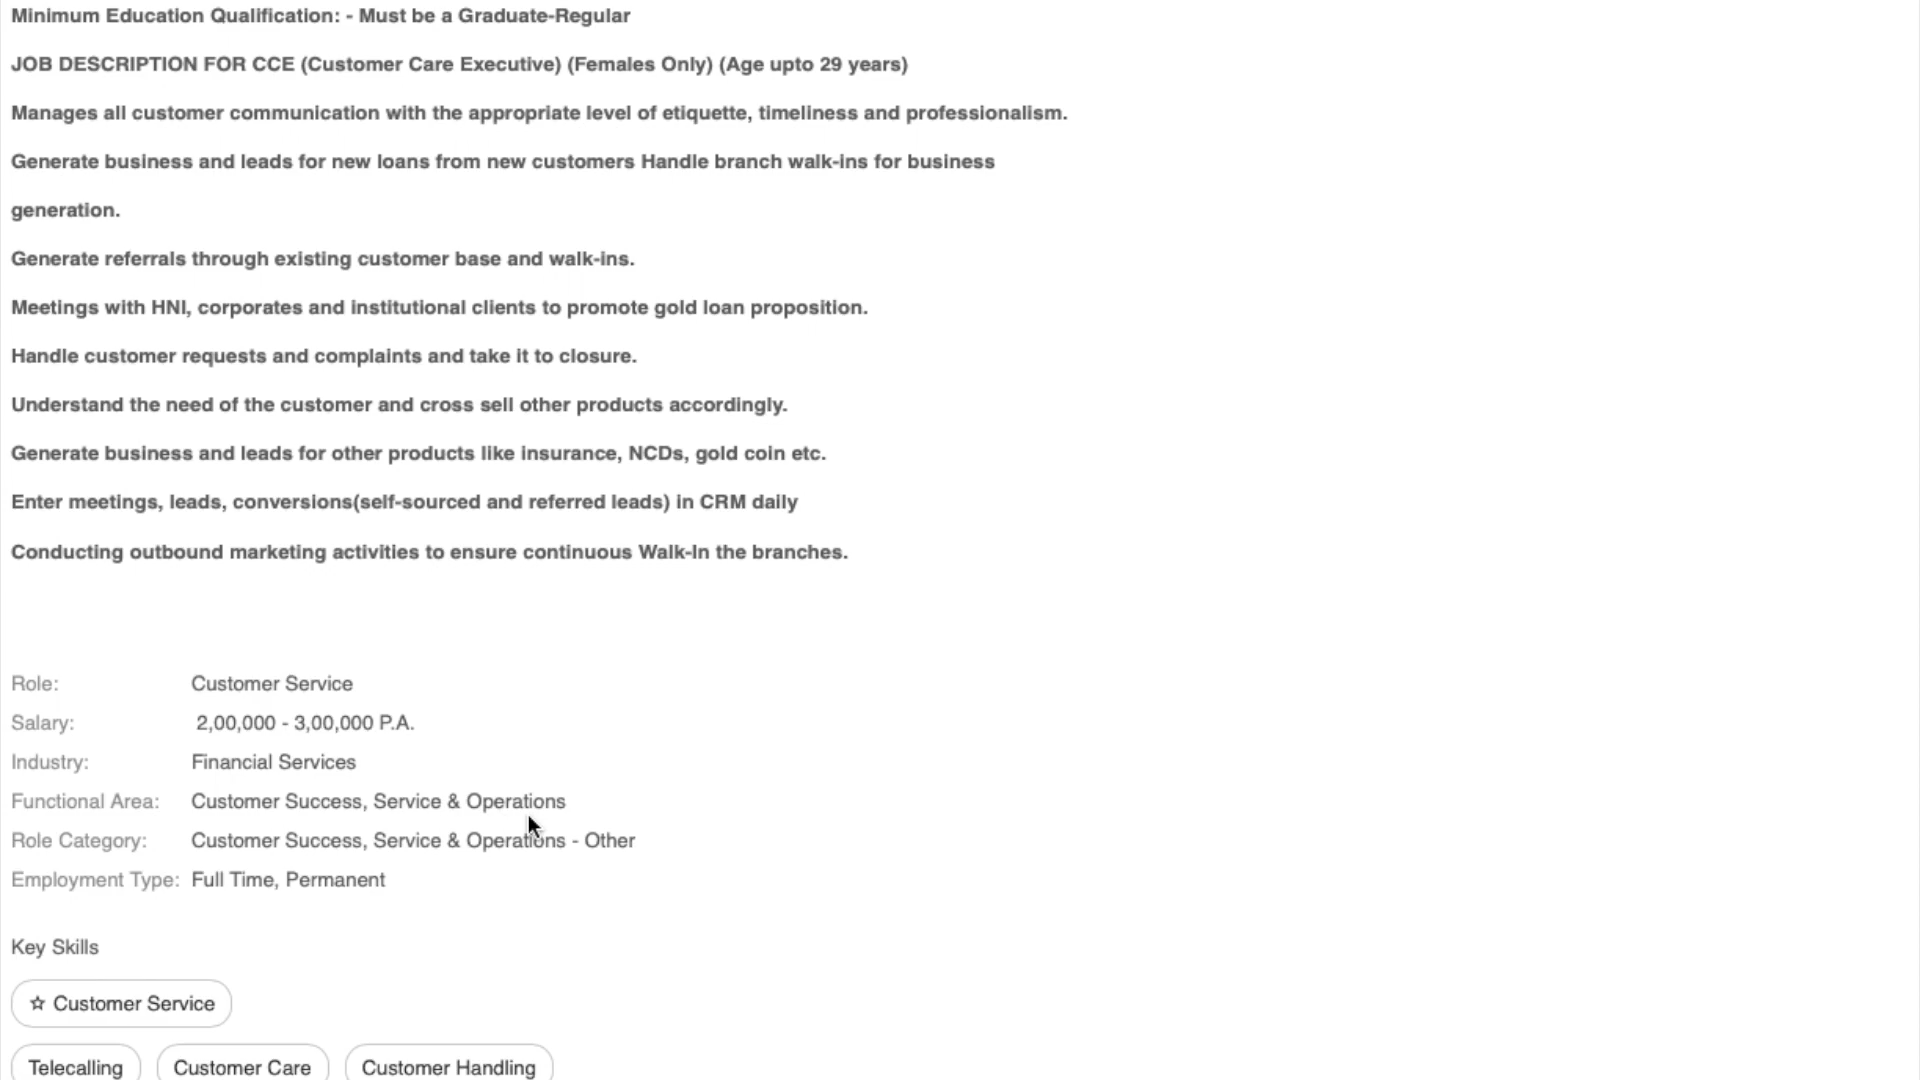 Minimum Education Qualification: - Must be a Graduate-Regular
JOB DESCRIPTION FOR CCE (Customer Care Executive) (Females Only) (Age upto 29 years)
Manages all customer communication with the appropriate level of etiquette, timeliness and professionalism.
Generate business and leads for new loans from new customers Handle branch walk-ins for business
generation.
Generate referrals through existing customer base and walk-ins.
Meetings with HNI, corporates and institutional clients to promote gold loan proposition.
Handle customer requests and complaints and take it to closure.
Understand the need of the customer and cross sell other products accordingly.
Generate business and leads for other products like insurance, NCDs, gold coin etc.
Enter meetings, leads, conversions(self-sourced and referred leads) in CRM daily
Conducting outbound marketing activities to ensure continuous Walk-In the branches.
Role: Customer Service
Salary: 2,00,000 - 3,00,000 P.A.
Industry: Financial Services
Functional Area: Customer Success, Service & Operations
Role Category: Customer Success, Service & Operations - Other
Employment Type: Full Time, Permanent
Key Skills
☆ Customer Service
Telecalling Customer Care Customer Handling